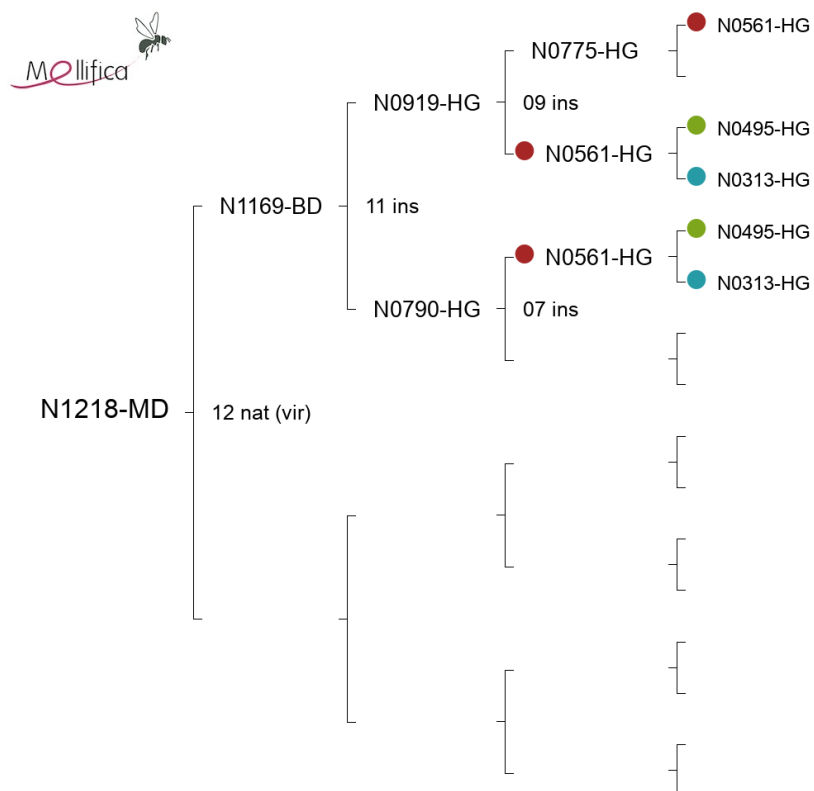 Mellifica
N0561-HG
N0775-HG
N0919-HG
09 ins
N0495-HG
N0561-HG
N0313-HG
N1169-BD
11 ins
N0495-HG
N0561-HG
N0313-HG
N0790-HG
07 ins
N1218-MD
12 nat (vir)